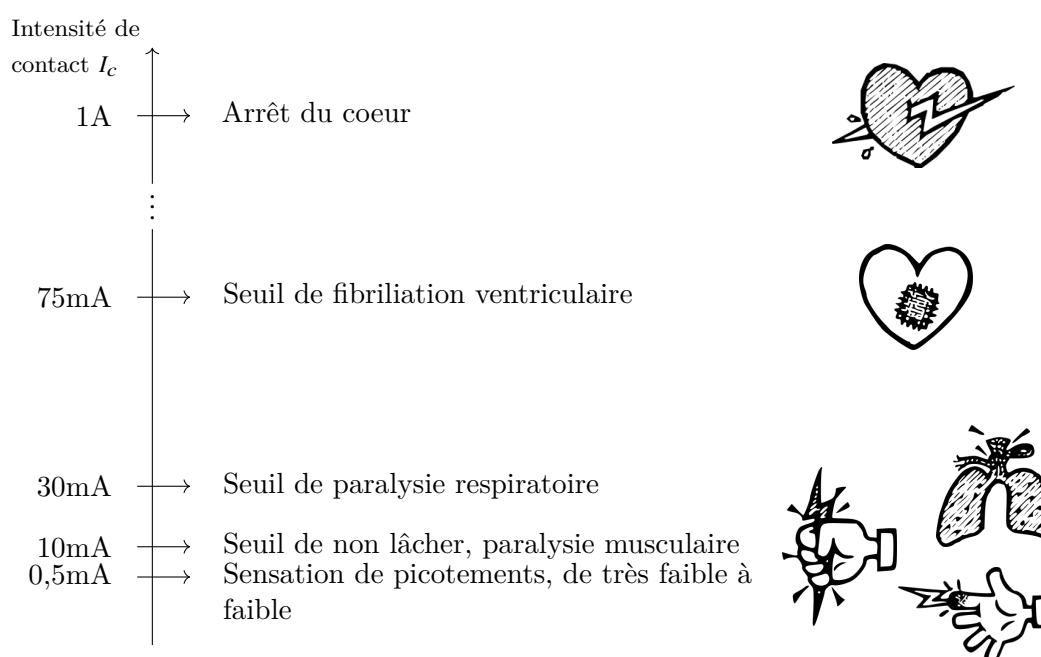 Intensité de
contact I_c
1A Arrêt du coeur
⋮
75mA Seuil de fibriliation ventriculaire
30mA Seuil de paralysie respiratoire
10mA Seuil de non lâcher, paralysie musculaire
0,5mA Sensation de picotements, de très faible à
faible